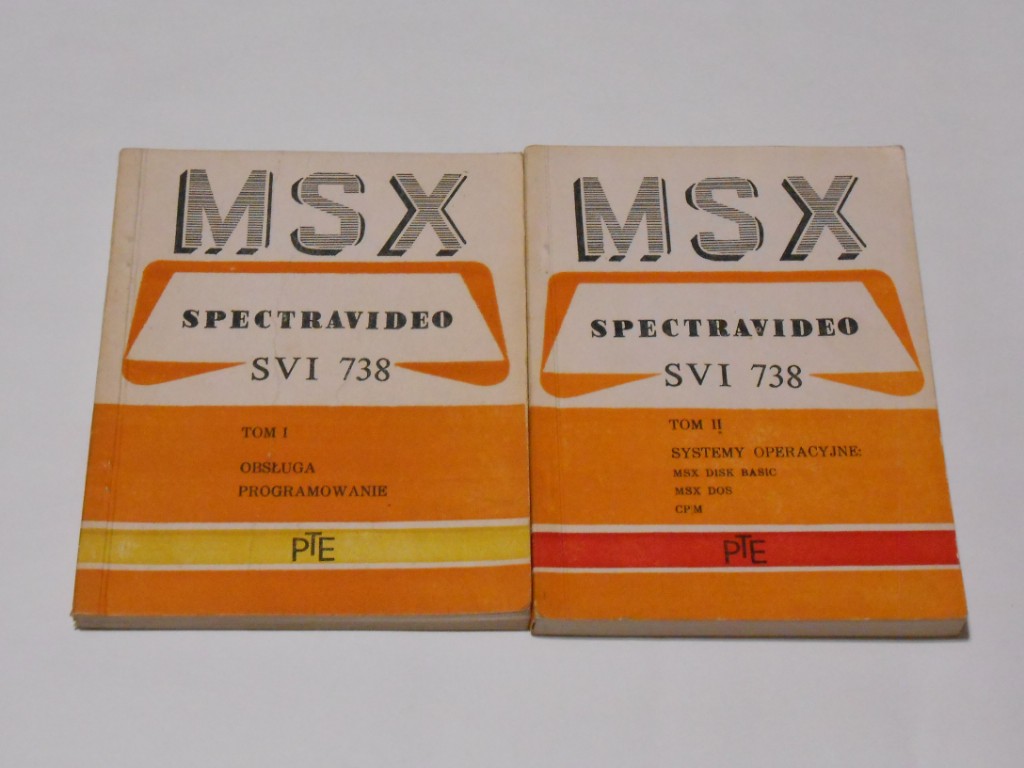 MSX
SPECTRAVIDEO
SVI 738
TOM I
OBSŁUGA
PROGRAMOWANIE
PTE
MSX
SPECTRAVIDEO
SVI 738
TOM II
SYSTEMY OPERACYJNE:
MSX DISK BASIC
MSX DOS
CP/M
PTE